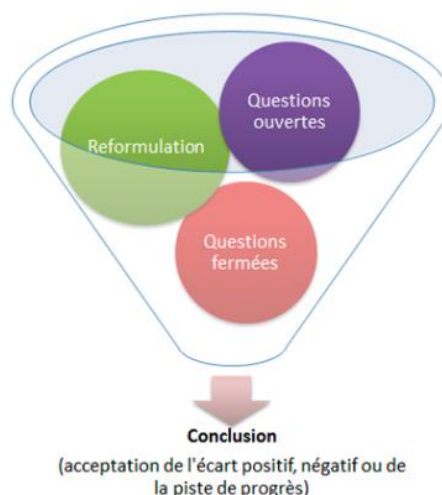 Questions
ouvertes
Reformulation
Questions
fermées
Conclusion
(acceptation de l'écart positif, négatif ou de
la piste de progrès)